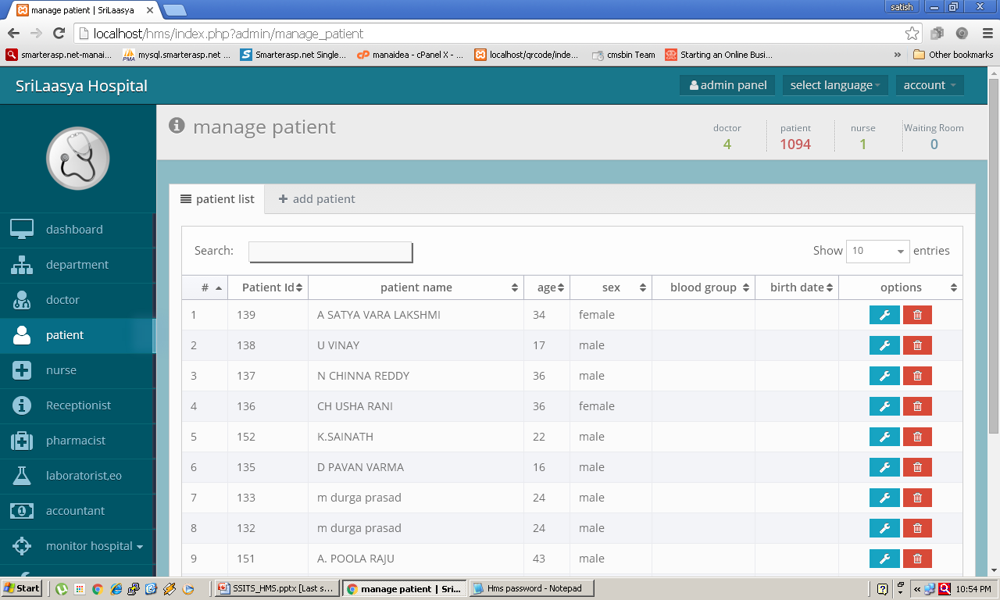 manage patient | SriLaasya
satish
localhost/hms/index.php?admin/manage_patient
smarterasp.net-manai... mysql.smarterasp.net ... Smarterasp.net Single... manaidea - cPanel X - ... localhost/qrcode/inde... cmsbin Team Starting an Online Busi... » Other bookmarks
SriLaasya Hospital
admin panel select language account
manage patient
doctor patient nurse Waiting Room
4 1094 1 0
patient list + add patient
dashboard
department
doctor
patient
nurse
Receptionist
pharmacist
laboratorist,eo
accountant
monitor hospital
Search: Show 10 entries
# Patient Id patient name age sex blood group birth date options
1 139 A SATYA VARA LAKSHMI 34 female
2 138 U VINAY 17 male
3 137 N CHINNA REDDY 36 male
4 136 CH USHA RANI 36 female
5 152 K.SAINATH 22 male
6 135 D PAVAN VARMA 16 male
7 133 m durga prasad 24 male
8 132 m durga prasad 24 male
9 151 A. POOLA RAJU 43 male
Start SSITS_HMS.pptx [Last s... manage patient | Sri... Hms password - Notepad « 10:54 PM